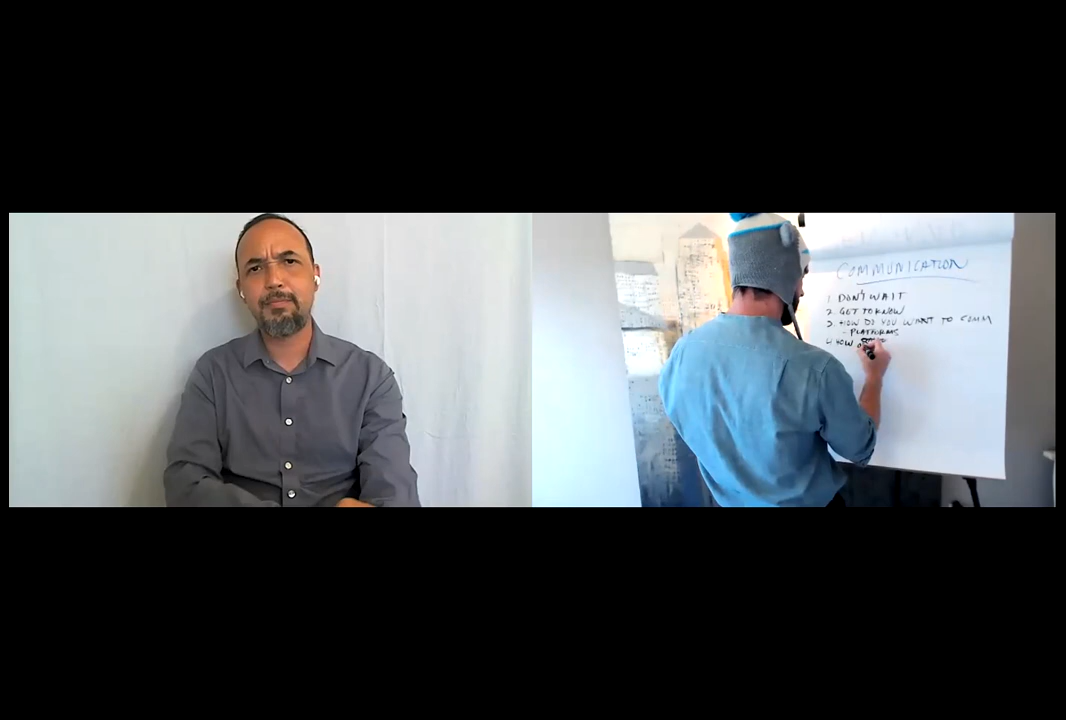 COMMUNICATION
1. DON'T WAIT
2. GET TO KNOW
3. HOW DO YOU WANT TO COMM
- PLATFORMS
4. HOW